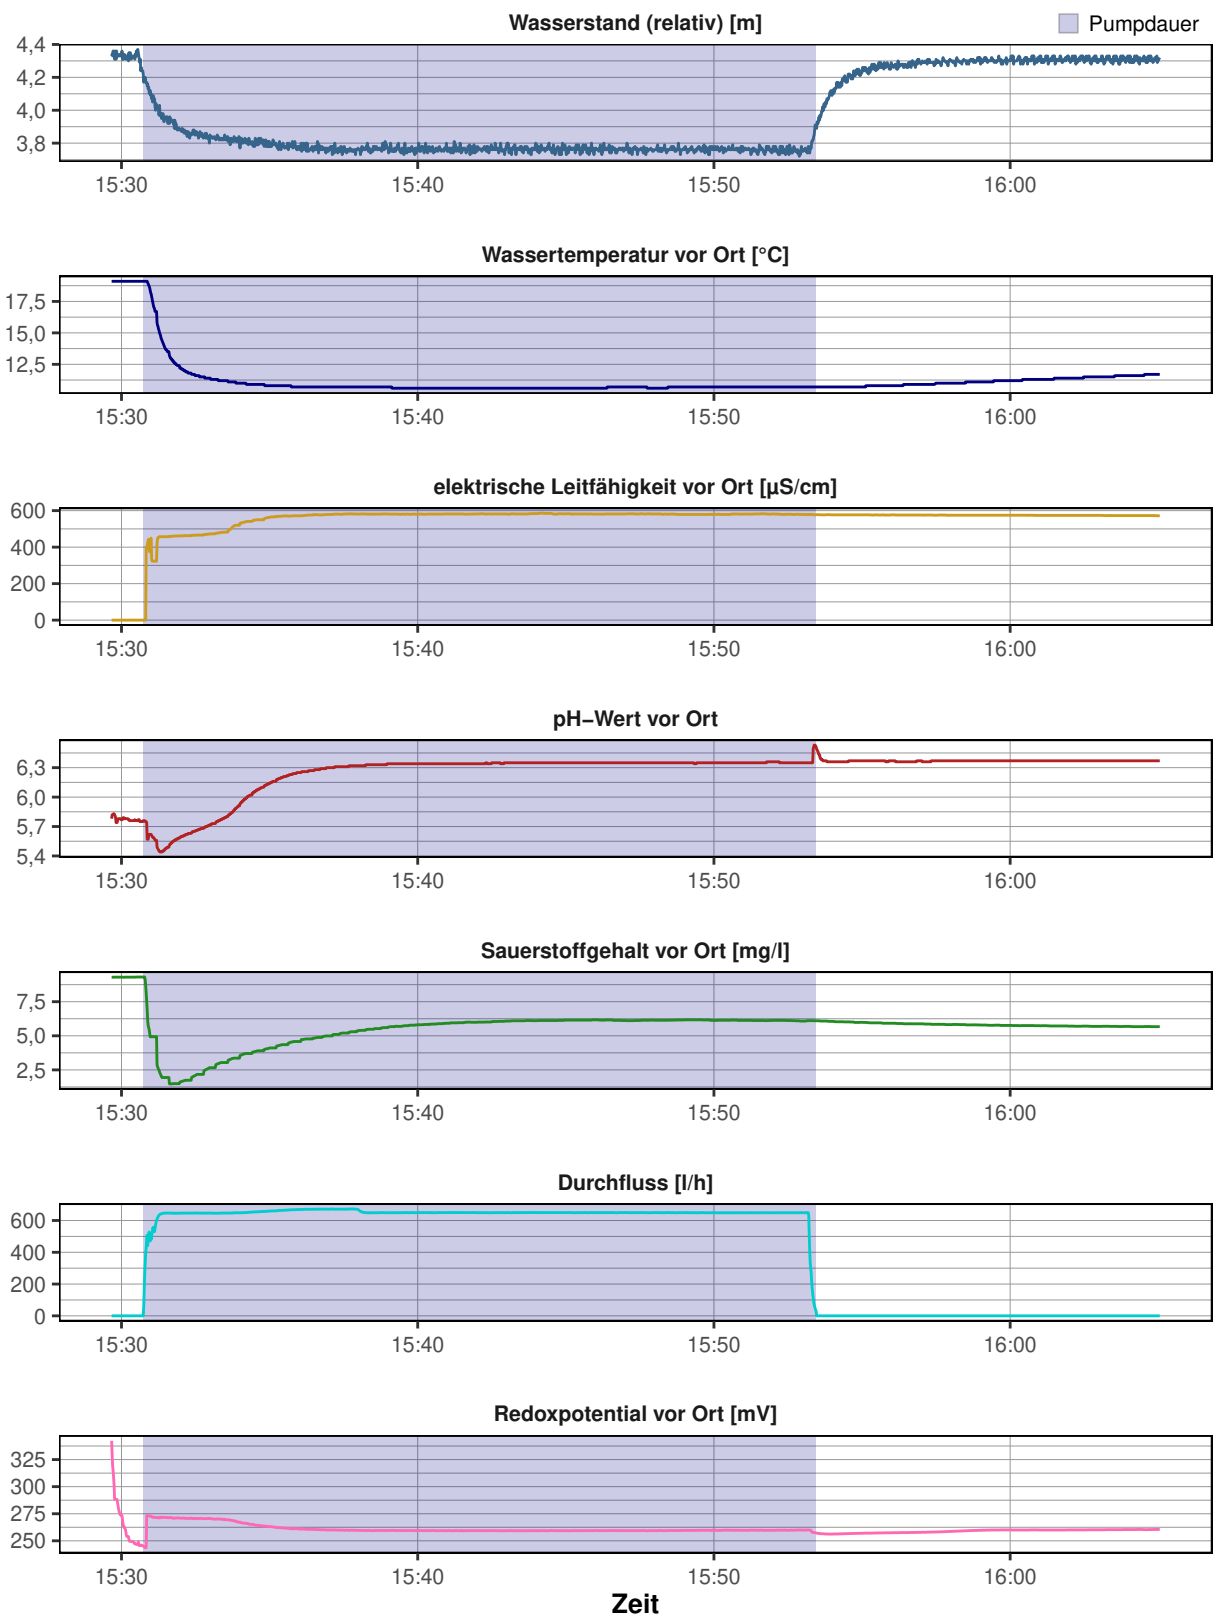 Wasserstand (relativ) [m]
Pumpdauer
4,4
4,2
4,0
3,8
15:30 15:40 15:50 16:00
Wassertemperatur vor Ort [°C]
17,5
15,0
12,5
15:30 15:40 15:50 16:00
elektrische Leitfähigkeit vor Ort [µS/cm]
600
400
200
0
15:30 15:40 15:50 16:00
pH−Wert vor Ort
6,3
6,0
5,7
5,4
15:30 15:40 15:50 16:00
Sauerstoffgehalt vor Ort [mg/l]
7,5
5,0
2,5
15:30 15:40 15:50 16:00
Durchfluss [l/h]
600
400
200
0
15:30 15:40 15:50 16:00
Redoxpotential vor Ort [mV]
325
300
275
250
15:30 15:40 15:50 16:00
Zeit